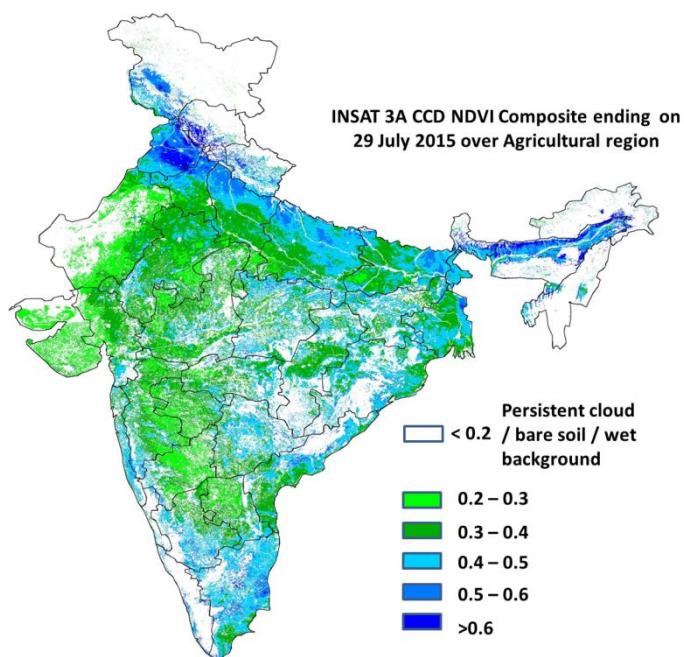 INSAT 3A CCD NDVI Composite ending on
29 July 2015 over Agricultural region
< 0.2
Persistent cloud
/ bare soil / wet
background
0.2 – 0.3
0.3 – 0.4
0.4 – 0.5
0.5 – 0.6
>0.6